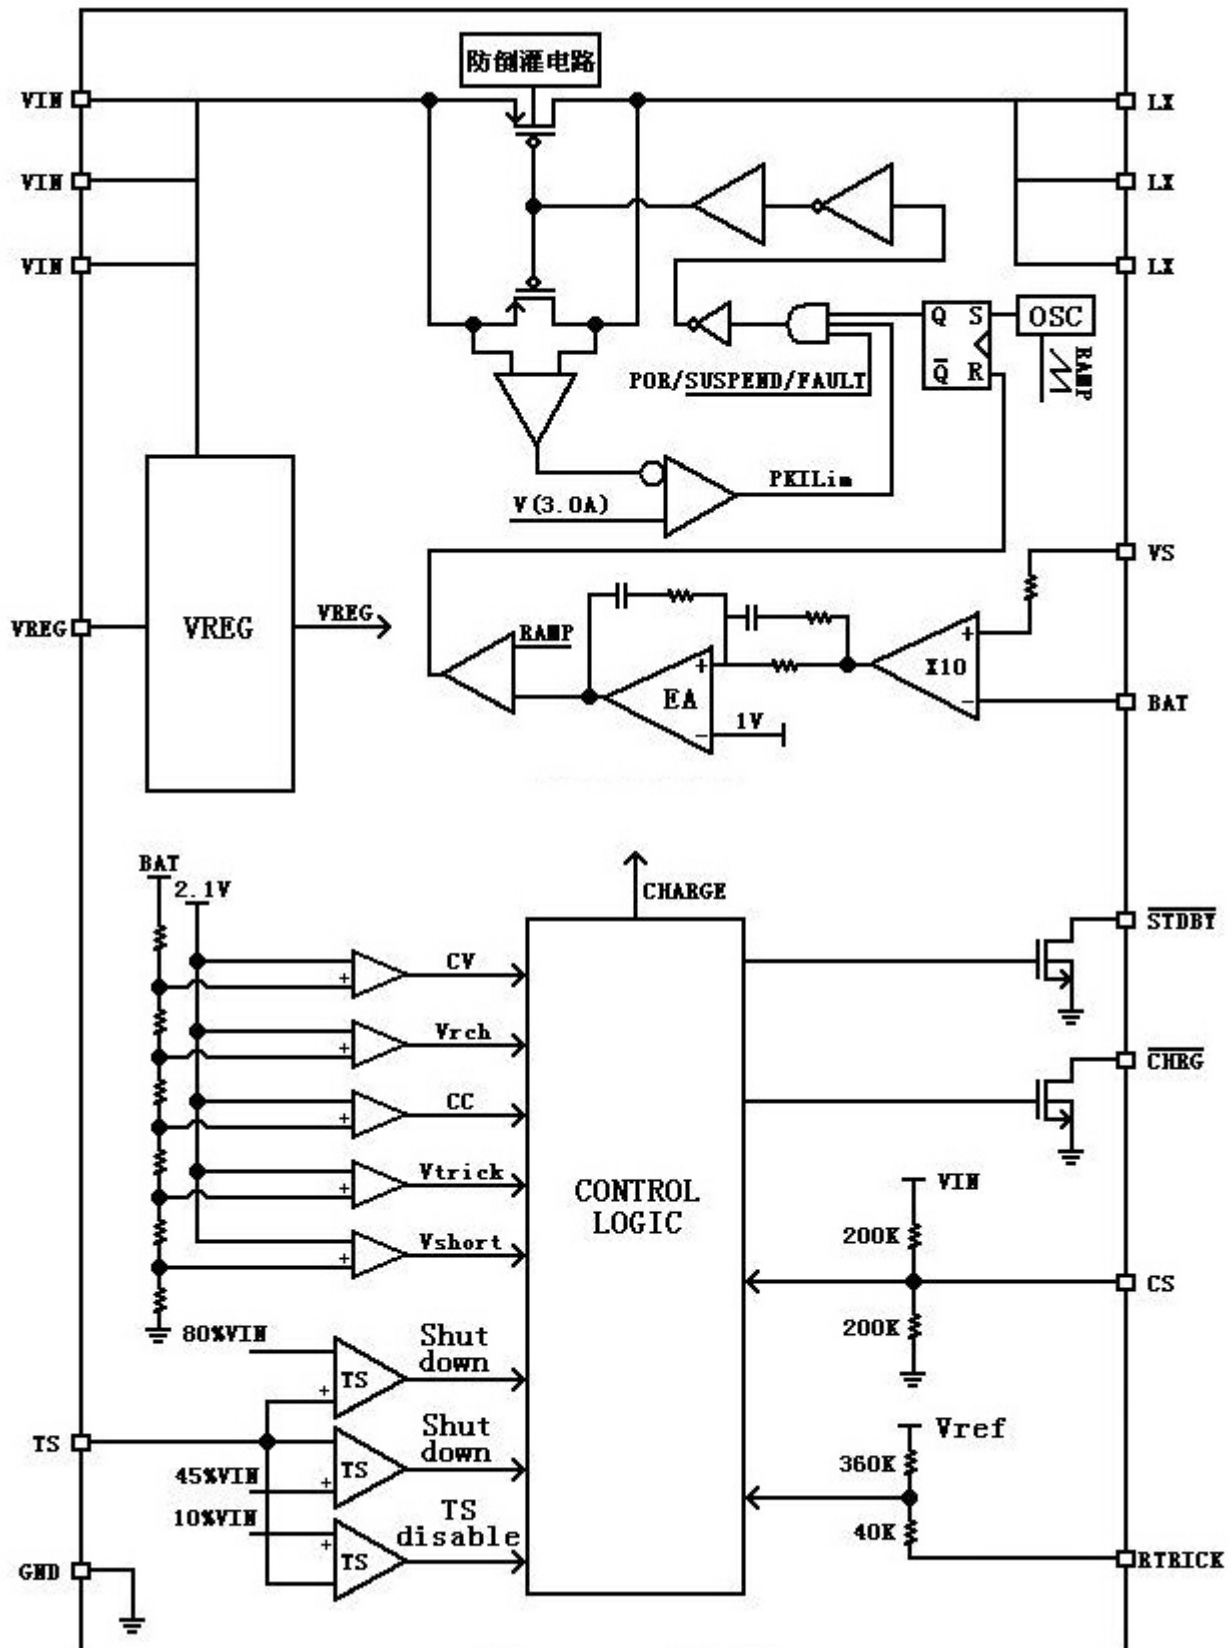 防倒灌电路
VIN
LX
VIN
LX
VIN
LX
Q S
Q R
OSC
RAMP
POR/SUSPEND/FAULT
PKILim
V(3.0A)
VS
VREG
VREG
VREG
RAMP
+
X10
-
+
EA
-
1V
BAT
BAT
2.1V
CHARGE
STDBY
+
CV
+
Vrch
CHRG
+
CC
+
Vtrick
CONTROL
LOGIC
VIN
200K
+
Vshort
CS
200K
80%VIN
+
TS
Shut
down
TS
45%VIN
+
TS
Shut
down
Vref
360K
10%VIN
+
TS
TS
disable
40K
GND
RTRICK